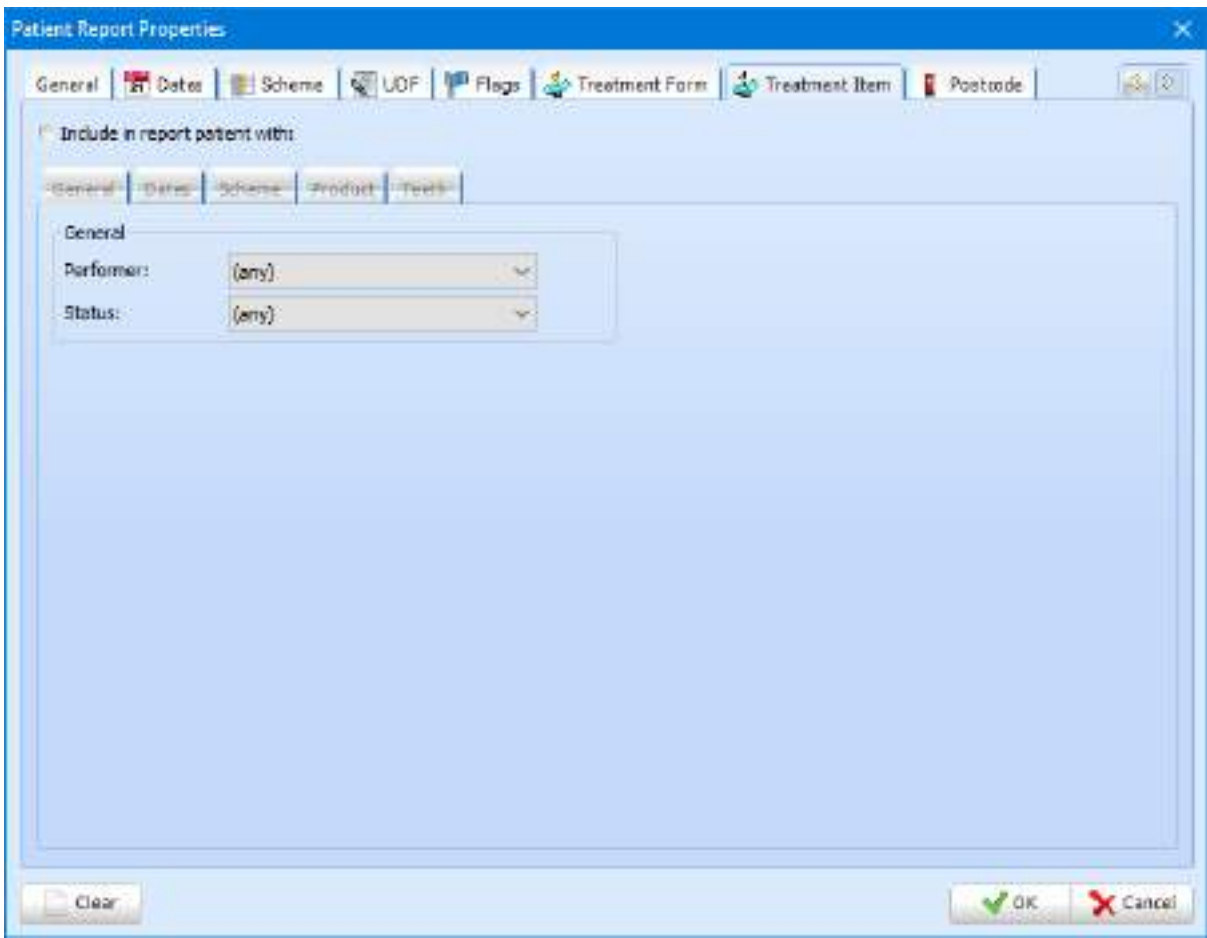 Patient Report Properties
General Dates Scheme UDF Flags Treatment Form Treatment Item Postcode
Include in report patient with:
General Dates Scheme Product Teeth
General
Performer: (any)
Status: (any)
Clear OK Cancel